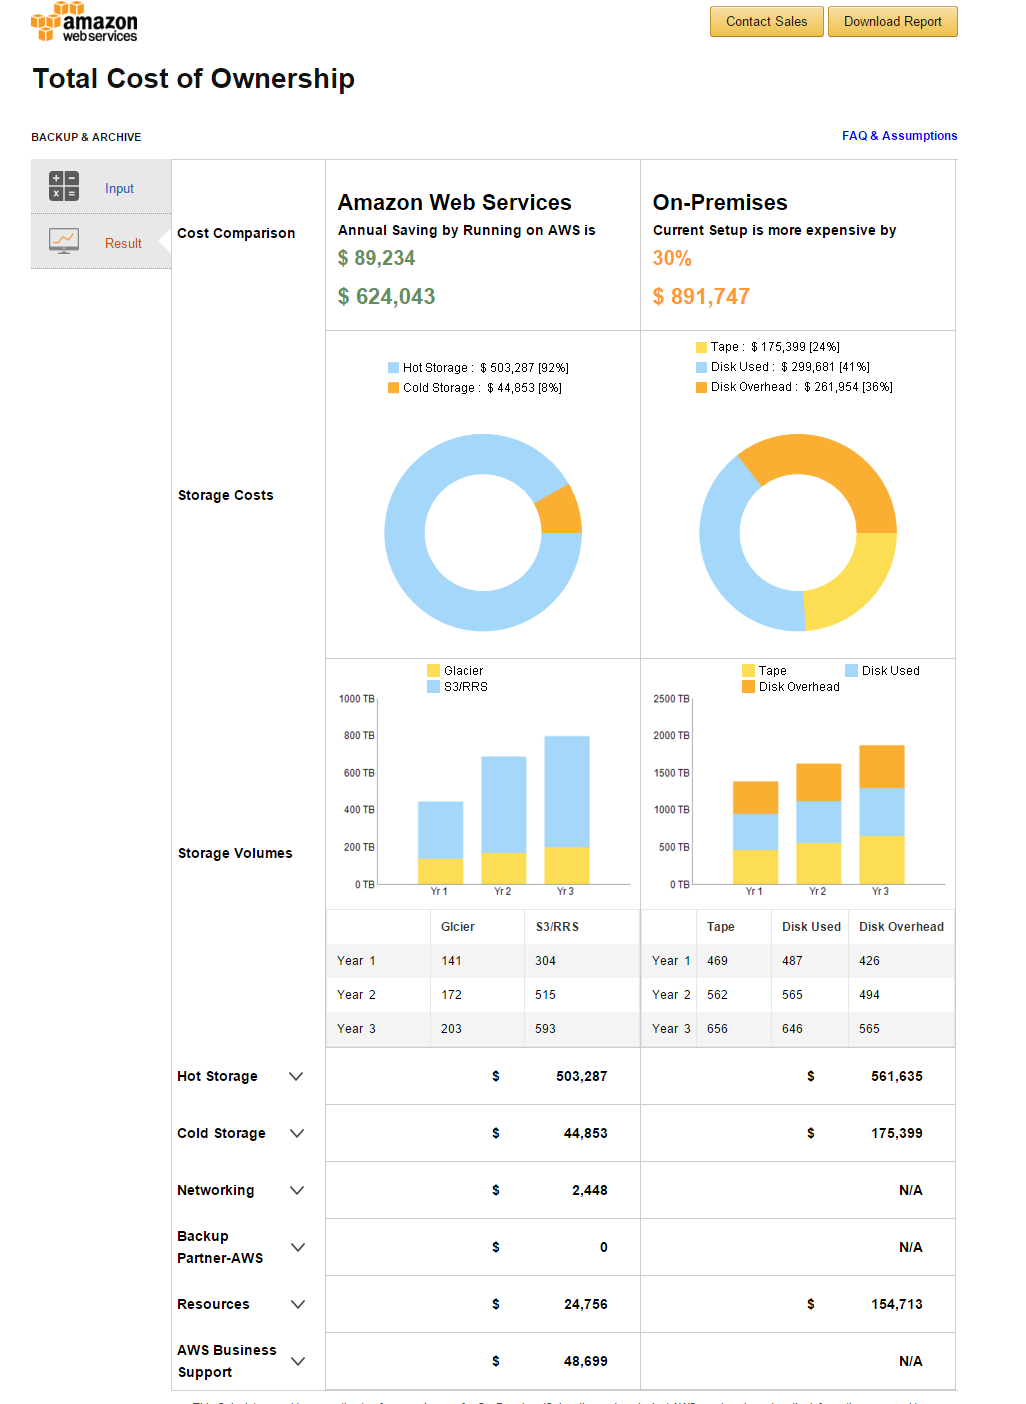 amazon
web services
Contact Sales
Download Report
Total Cost of Ownership
BACKUP & ARCHIVE
FAQ & Assumptions
Input
Result
Cost Comparison
Amazon Web Services
Annual Saving by Running on AWS is
$ 89,234
$ 624,043
On-Premises
Current Setup is more expensive by
30%
$ 891,747
Storage Costs
Hot Storage : $ 503,287 [92%]
Cold Storage : $ 44,853 [8%]
Tape : $ 175,399 [24%]
Disk Used : $ 299,681 [41%]
Disk Overhead : $ 261,954 [36%]
Storage Volumes
Glacier
S3/RRS
1000 TB
800 TB
600 TB
400 TB
200 TB
0 TB
Yr 1 Yr 2 Yr 3
Tape Disk Used
Disk Overhead
2500 TB
2000 TB
1500 TB
1000 TB
500 TB
0 TB
Yr 1 Yr 2 Yr 3
Glcier S3/RRS
Year 1 141 304
Year 2 172 515
Year 3 203 593
Tape Disk Used Disk Overhead
Year 1 469 487 426
Year 2 562 565 494
Year 3 656 646 565
Hot Storage $ 503,287 $ 561,635
Cold Storage $ 44,853 $ 175,399
Networking $ 2,448 N/A
Backup
Partner-AWS $ 0 N/A
Resources $ 24,756 $ 154,713
AWS Business
Support $ 48,699 N/A